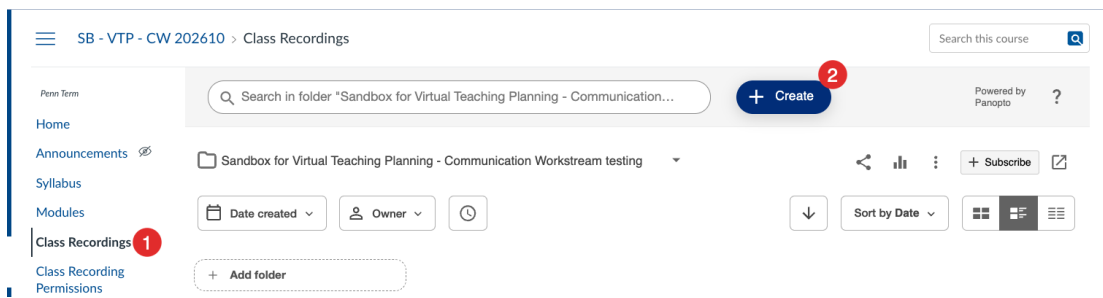 SB - VTP - CW 202610 > Class Recordings
Search this course
Penn Term
Home
Announcements
Syllabus
Modules
Class Recordings 1
Class Recording
Permissions
Search in folder "Sandbox for Virtual Teaching Planning - Communication...
+ Create
2
Powered by
Panopto
?
Sandbox for Virtual Teaching Planning - Communication Workstream testing
+ Subscribe
Date created
Owner
Sort by Date
+ Add folder